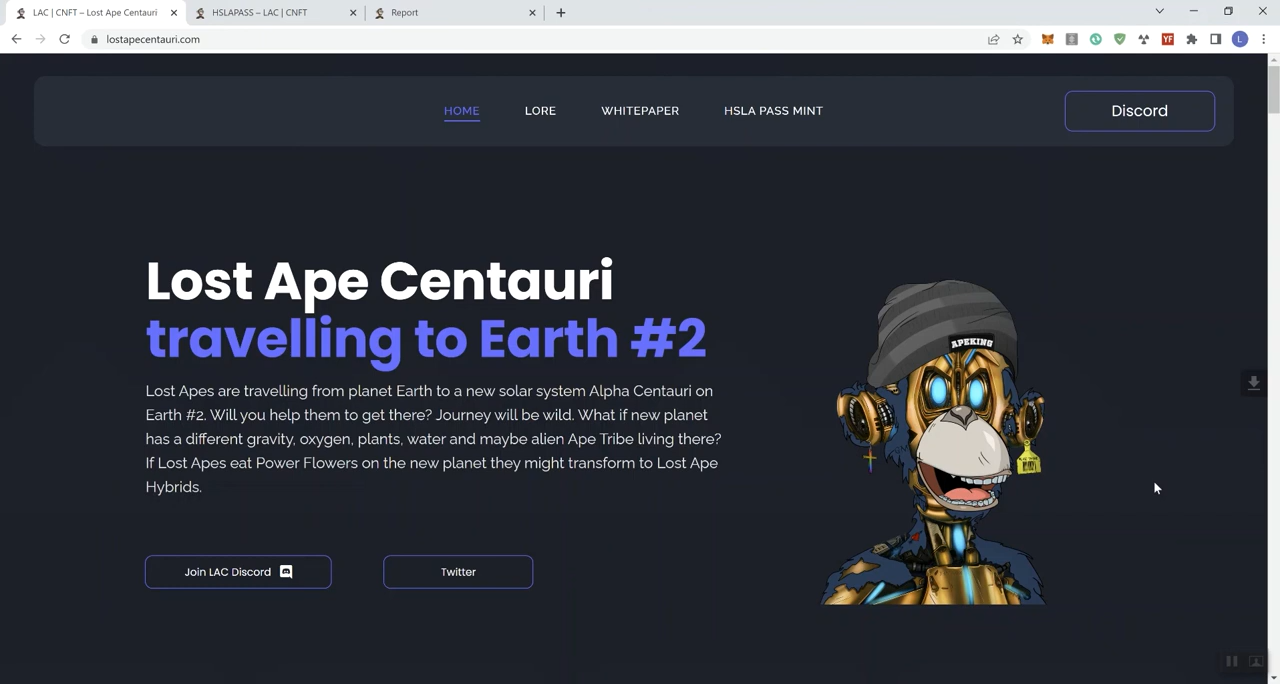 LAC | CNFT – Lost Ape Centauri
HSLAPASS – LAC | CNFT
Report
lostapecentauri.com
YF
L
HOME
LORE
WHITEPAPER
HSLA PASS MINT
Discord
Lost Ape Centauri
travelling to Earth #2
Lost Apes are travelling from planet Earth to a new solar system Alpha Centauri on
Earth #2. Will you help them to get there? Journey will be wild. What if new planet
has a different gravity, oxygen, plants, water and maybe alien Ape Tribe living there?
If Lost Apes eat Power Flowers on the new planet they might transform to Lost Ape
Hybrids.
Join LAC Discord
Twitter
APEKING